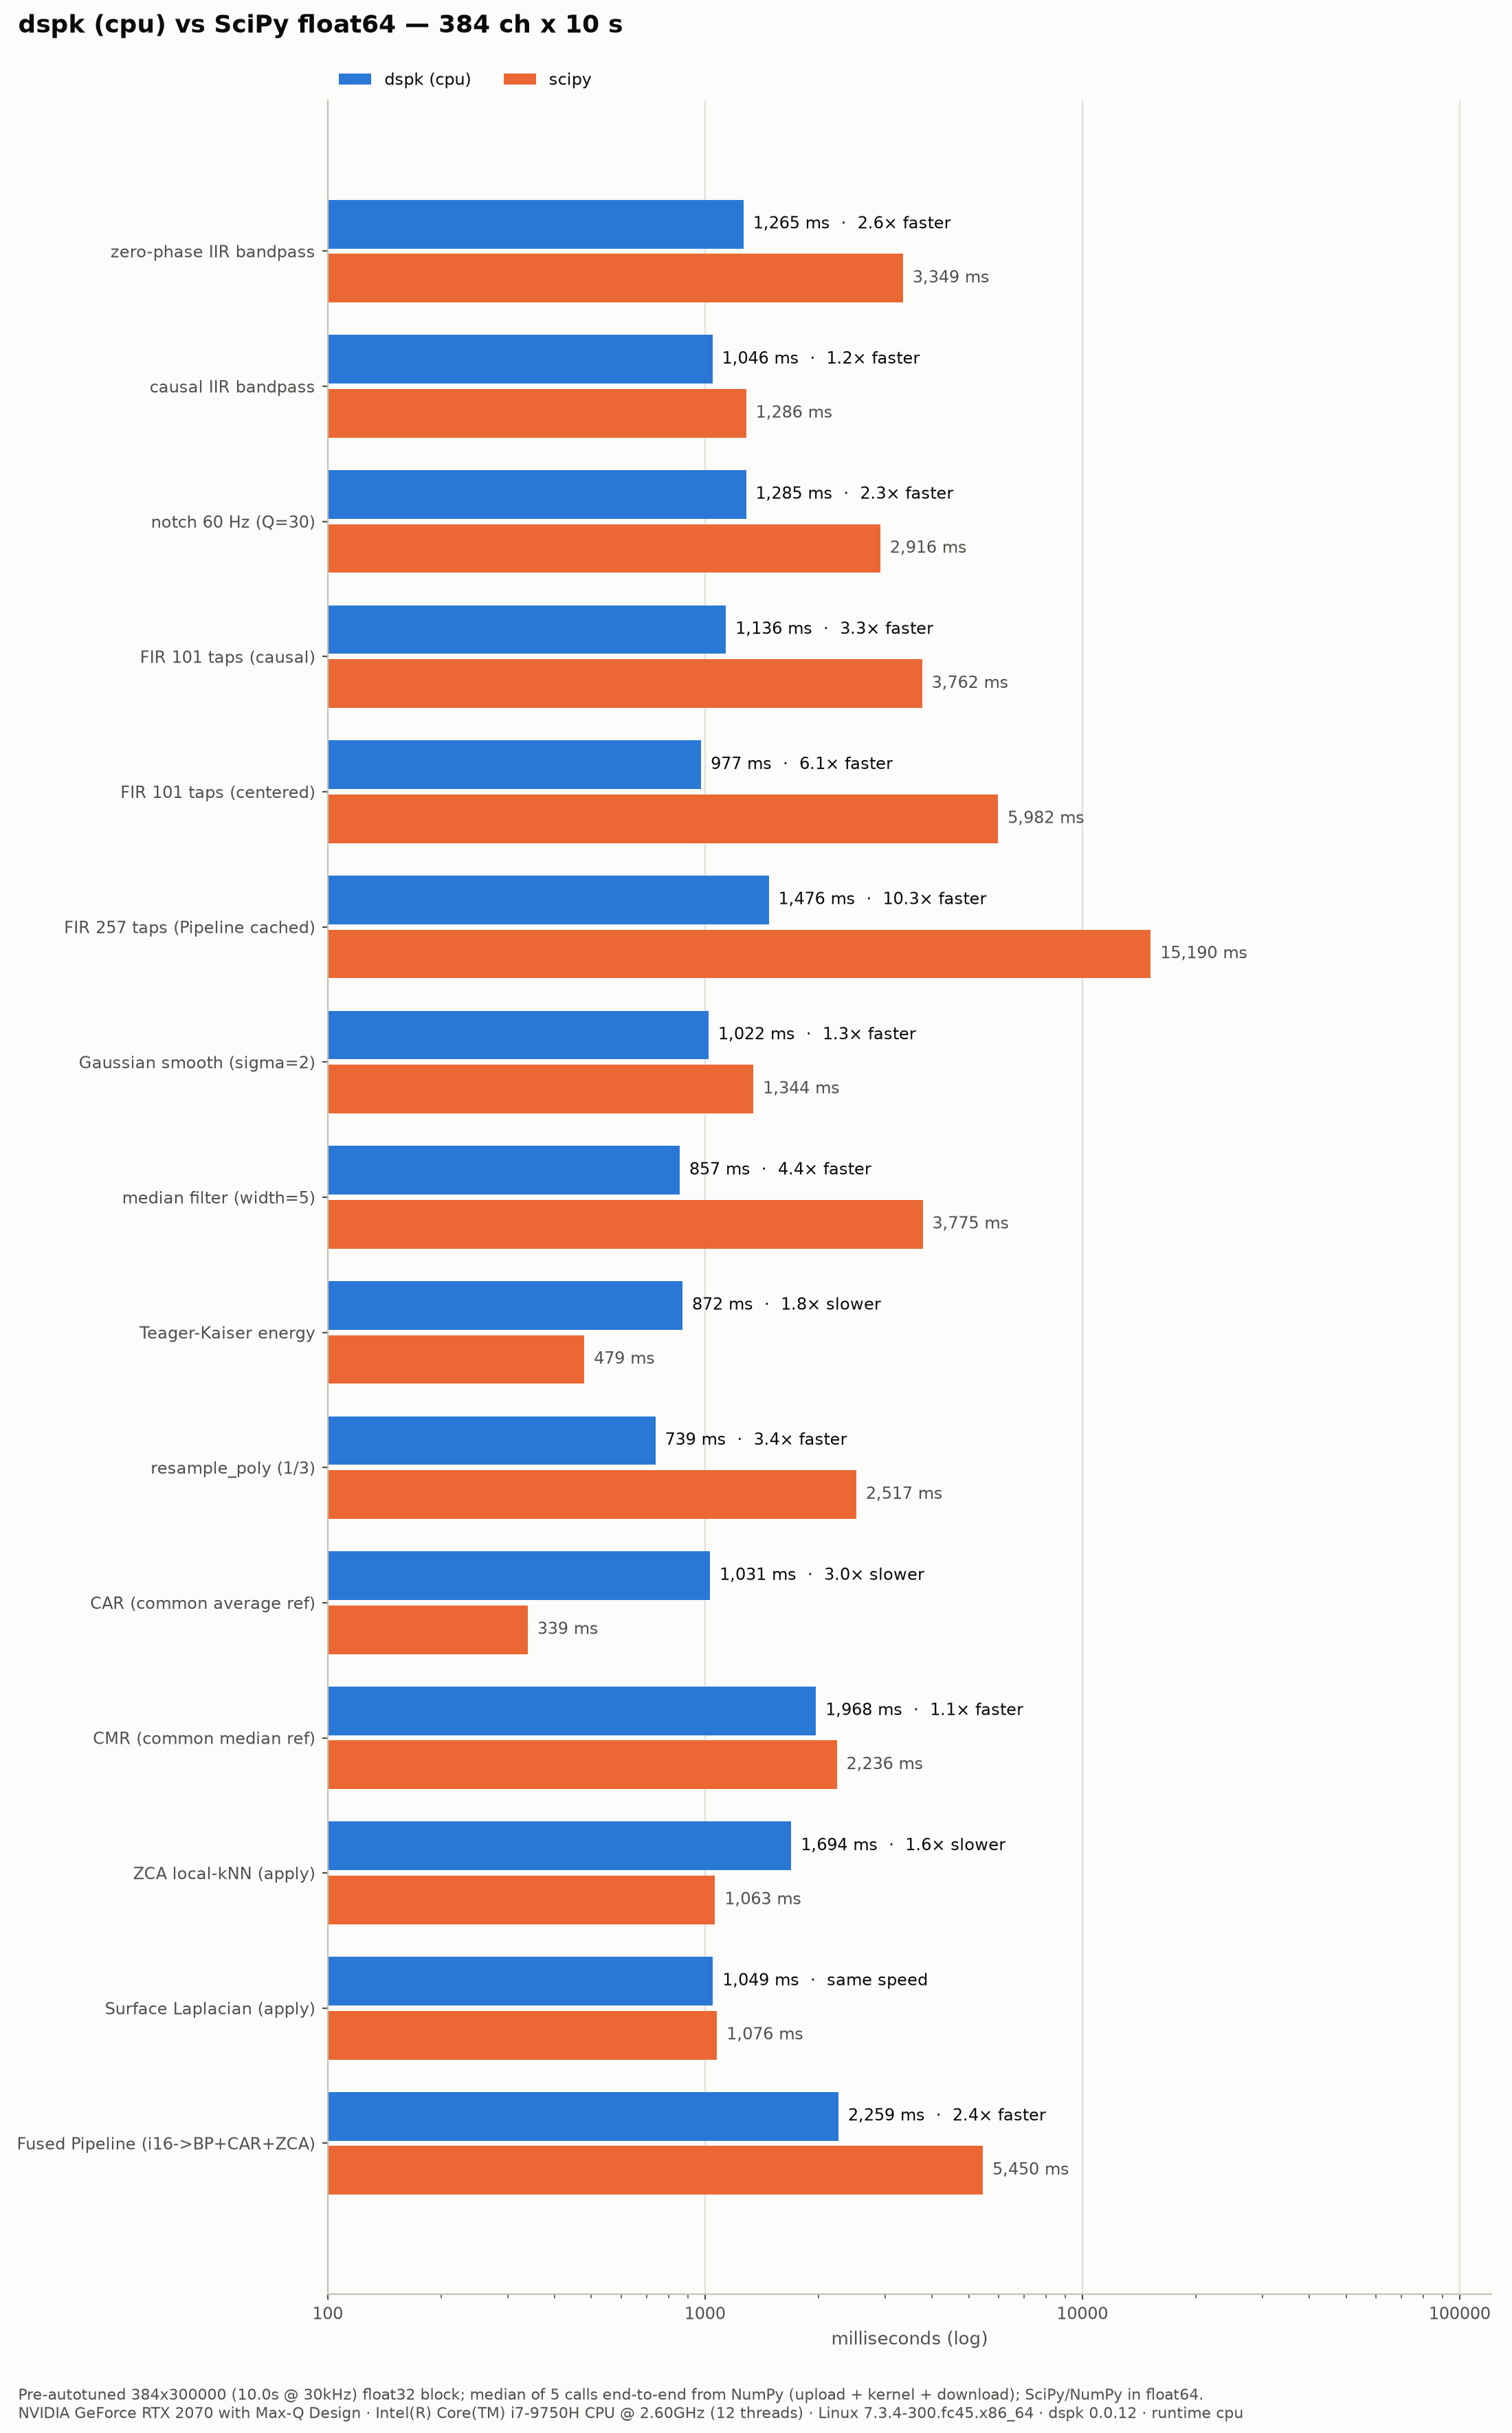 dspk (cpu) vs SciPy float64 — 384 ch x 10 s
dspk (cpu)
scipy
zero-phase IIR bandpass
1,265 ms · 2.6× faster
3,349 ms
causal IIR bandpass
1,046 ms · 1.2× faster
1,286 ms
notch 60 Hz (Q=30)
1,285 ms · 2.3× faster
2,916 ms
FIR 101 taps (causal)
1,136 ms · 3.3× faster
3,762 ms
FIR 101 taps (centered)
977 ms · 6.1× faster
5,982 ms
FIR 257 taps (Pipeline cached)
1,476 ms · 10.3× faster
15,190 ms
Gaussian smooth (sigma=2)
1,022 ms · 1.3× faster
1,344 ms
median filter (width=5)
857 ms · 4.4× faster
3,775 ms
Teager-Kaiser energy
872 ms · 1.8× slower
479 ms
resample_poly (1/3)
739 ms · 3.4× faster
2,517 ms
CAR (common average ref)
1,031 ms · 3.0× slower
339 ms
CMR (common median ref)
1,968 ms · 1.1× faster
2,236 ms
ZCA local-kNN (apply)
1,694 ms · 1.6× slower
1,063 ms
Surface Laplacian (apply)
1,049 ms · same speed
1,076 ms
Fused Pipeline (i16->BP+CAR+ZCA)
2,259 ms · 2.4× faster
5,450 ms
100
1000
10000
100000
milliseconds (log)
Pre-autotuned 384x300000 (10.0s @ 30kHz) float32 block; median of 5 calls end-to-end from NumPy (upload + kernel + download); SciPy/NumPy in float64.
NVIDIA GeForce RTX 2070 with Max-Q Design · Intel(R) Core(TM) i7-9750H CPU @ 2.60GHz (12 threads) · Linux 7.3.4-300.fc45.x86_64 · dspk 0.0.12 · runtime cpu